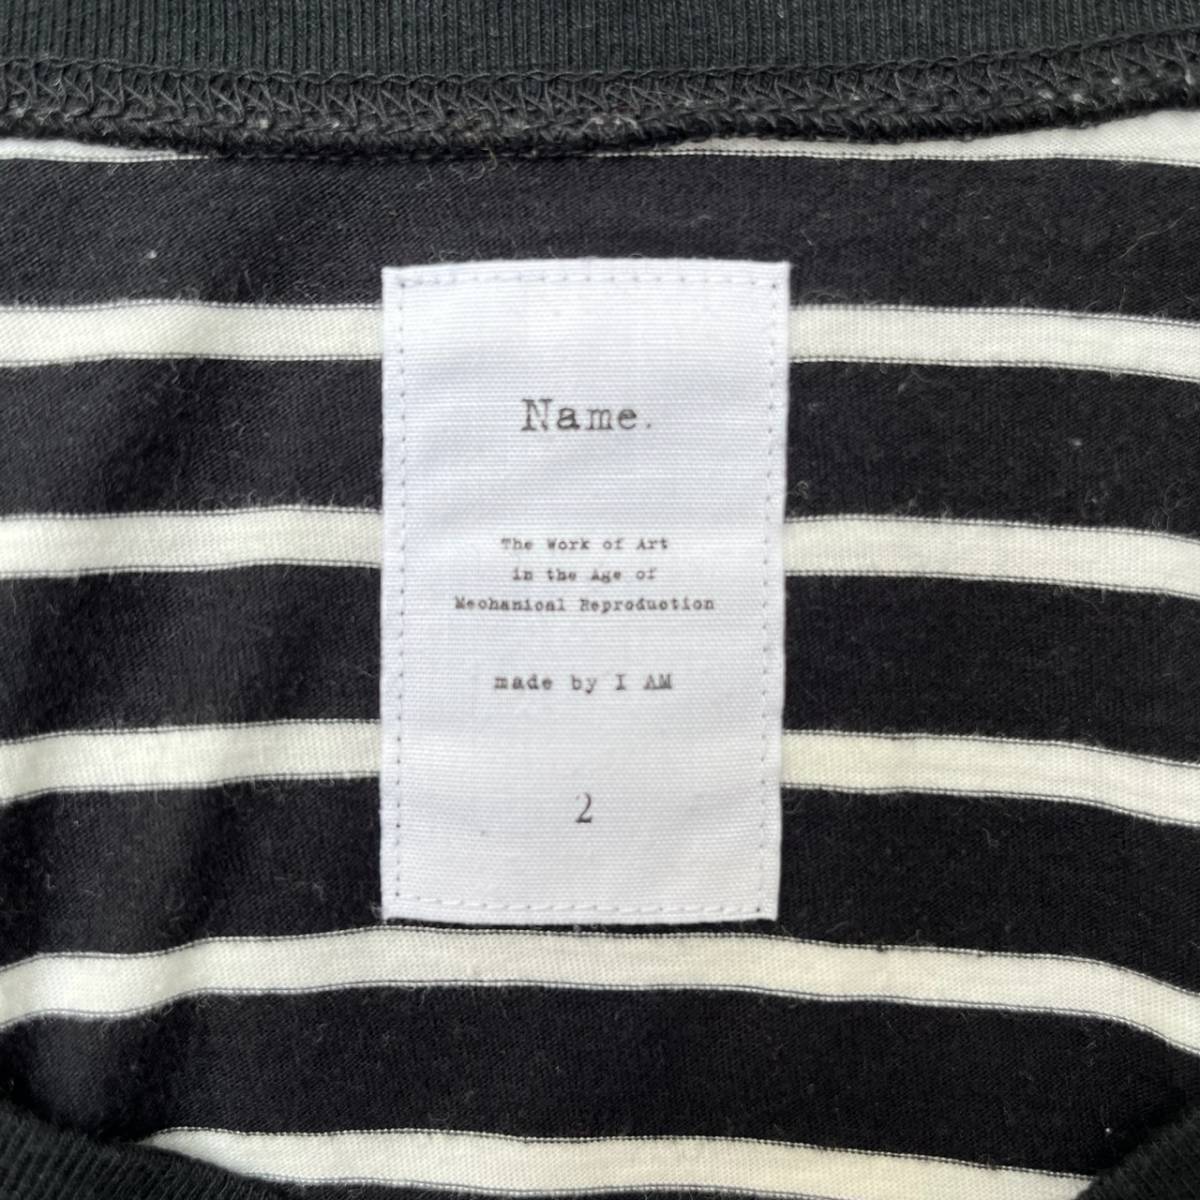 Name.
The Work of Art
in the Age of
Mechanical Reproduction
made by I AM
2